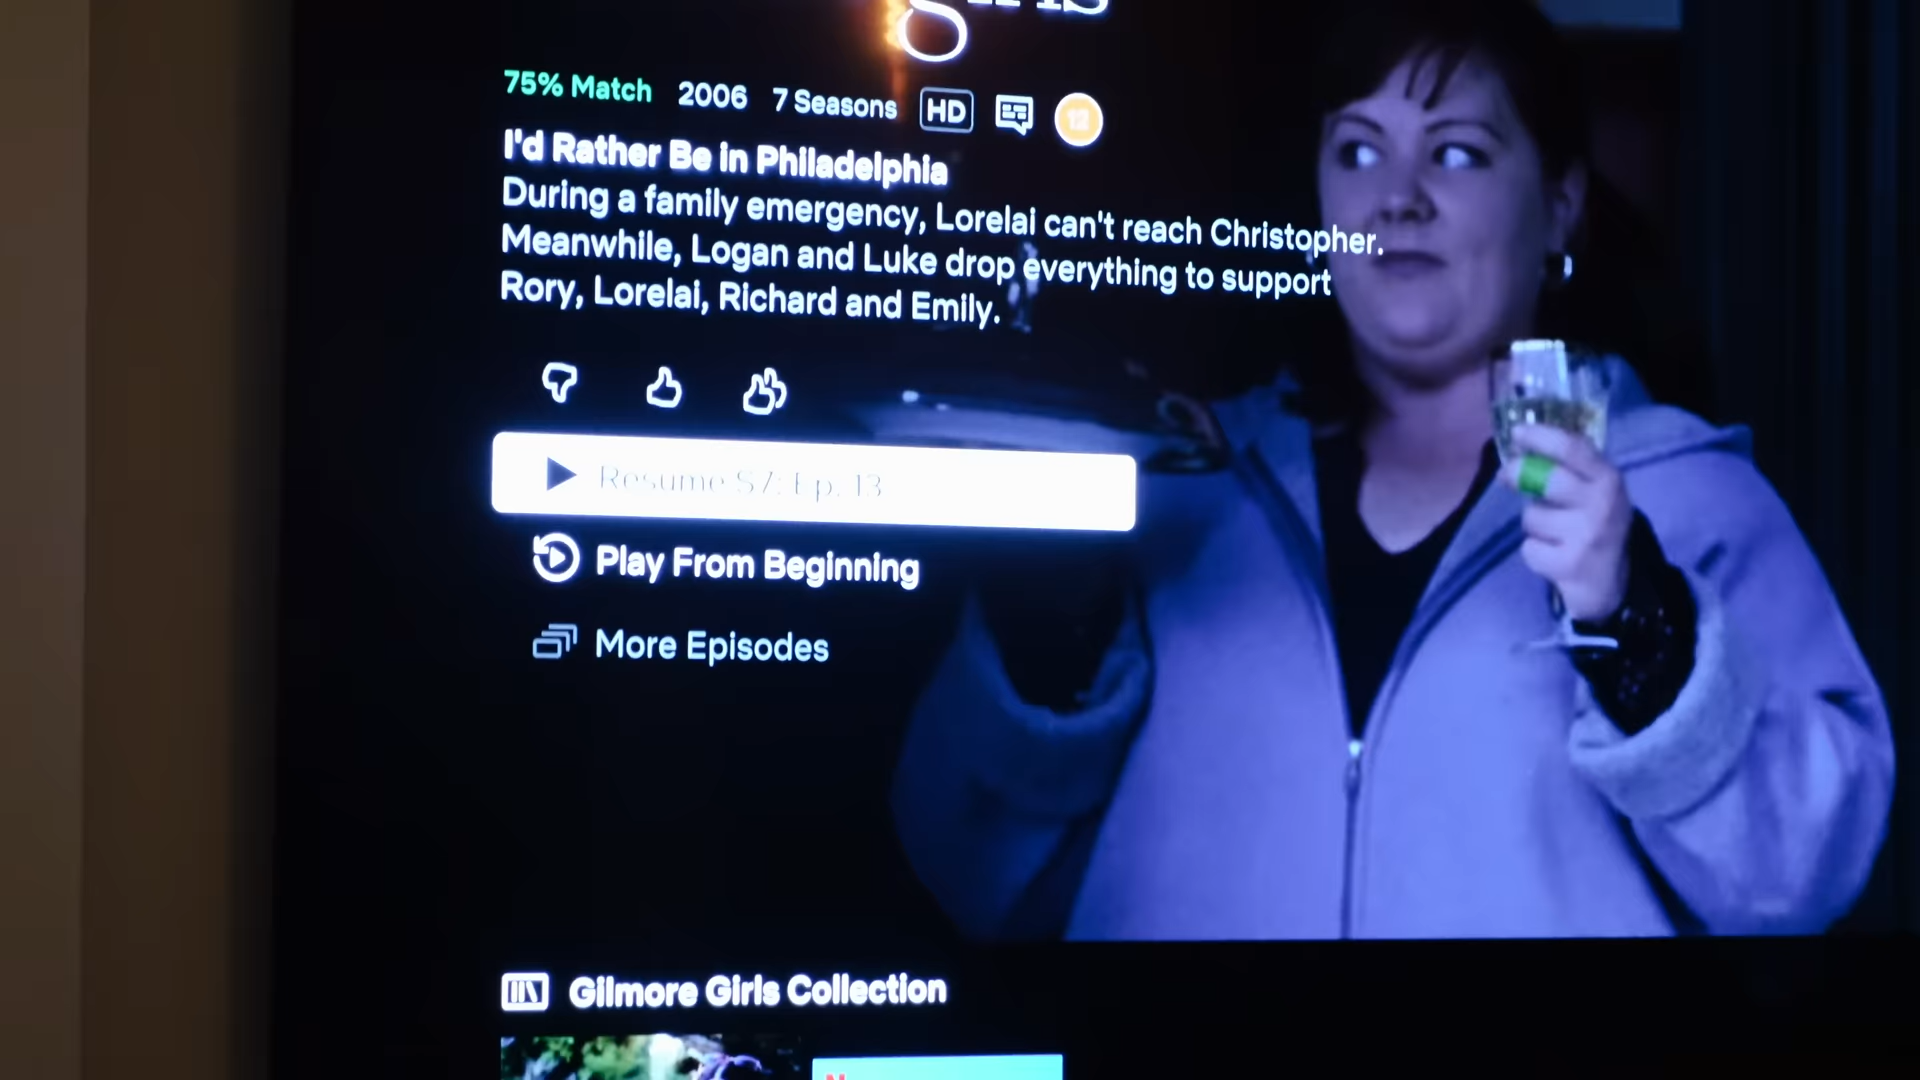 girls
75% Match 2006 7 Seasons HD 12
I'd Rather Be in Philadelphia
During a family emergency, Lorelai can't reach Christopher.
Meanwhile, Logan and Luke drop everything to support
Rory, Lorelai, Richard and Emily.
Resume S7: Ep. 13
Play From Beginning
More Episodes
Gilmore Girls Collection
N